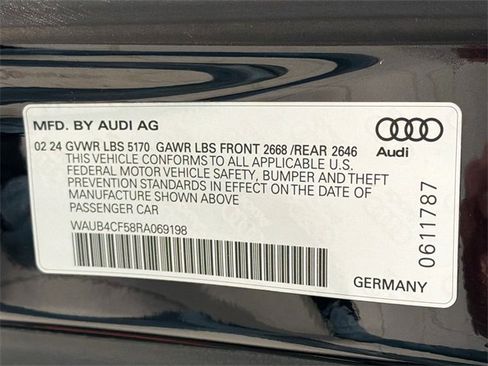 MFD. BY AUDI AG
02 24 GVWR LBS 5170 GAWR LBS FRONT 2668 /REAR 2646
THIS VEHICLE CONFORMS TO ALL APPLICABLE U.S.
FEDERAL MOTOR VEHICLE SAFETY, BUMPER AND THEFT
PREVENTION STANDARDS IN EFFECT ON THE DATE OF
MANUFACTURE SHOWN ABOVE
PASSENGER CAR
WAUB4CF58RA069198
Audi
0611787
GERMANY